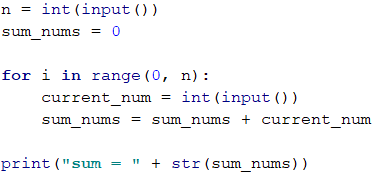 n = int(input())
sum_nums = 0

for i in range(0, n):
    current_num = int(input())
    sum_nums = sum_nums + current_num

print("sum = " + str(sum_nums))